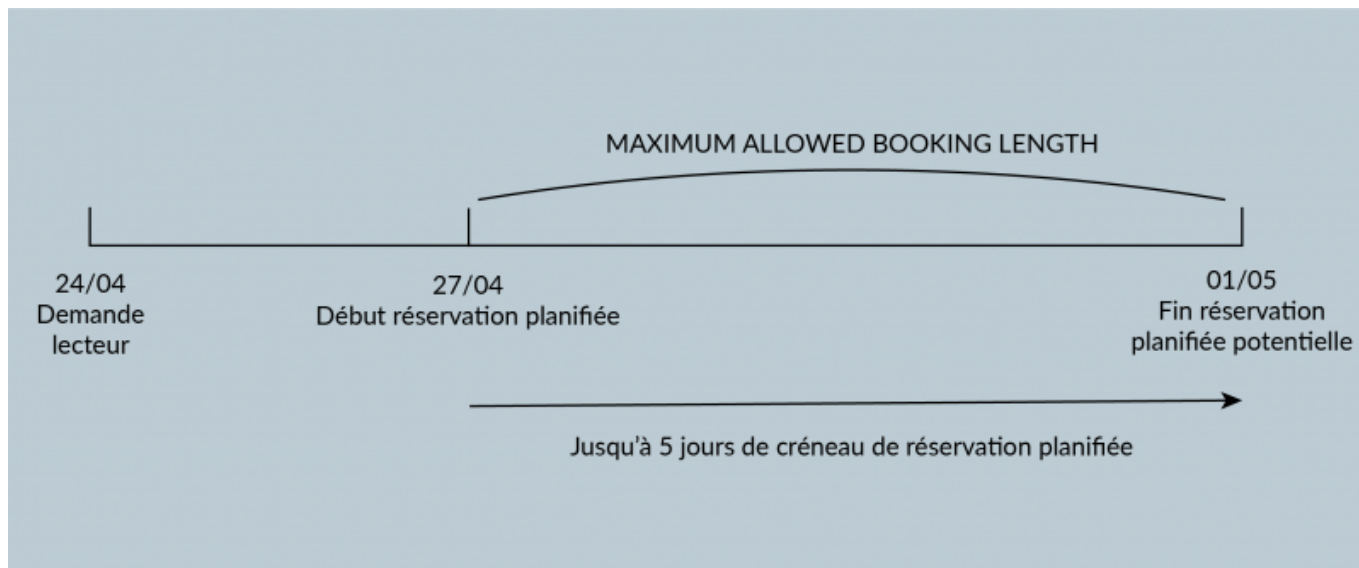 MAXIMUM ALLOWED BOOKING LENGTH
24/04
Demande
lecteur
27/04
Début réservation planifiée
01/05
Fin réservation
planifiée potentielle
Jusqu'à 5 jours de créneau de réservation planifiée